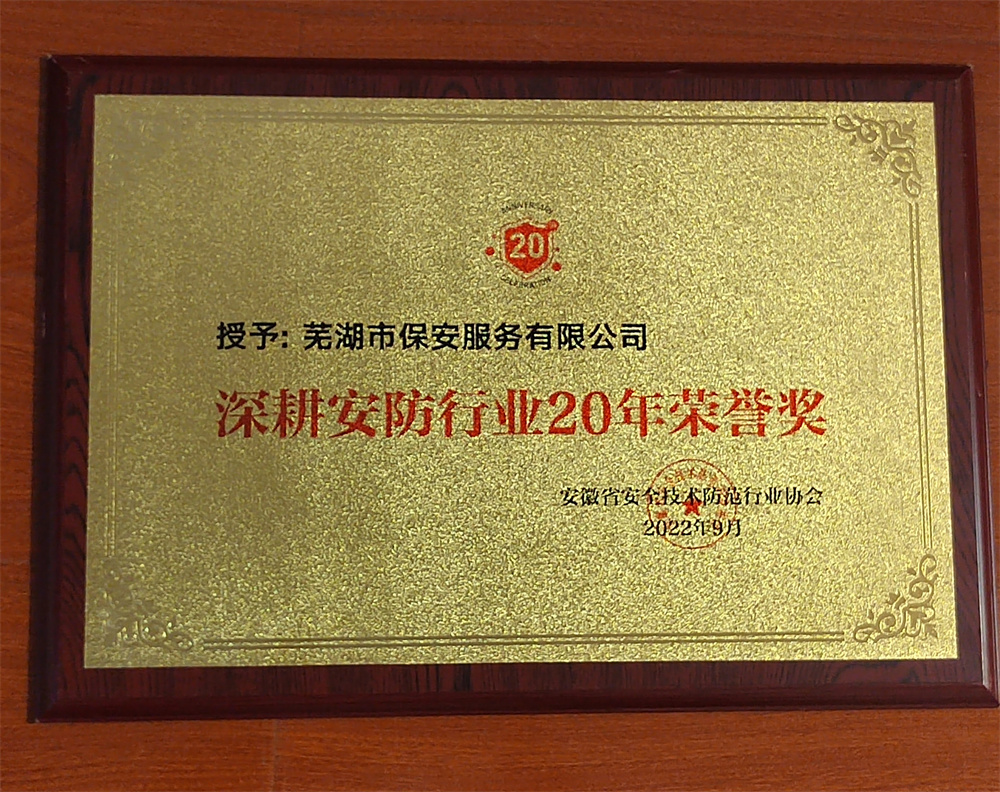 20
授予: 芜湖市保安服务有限公司
深耕安防行业20年荣誉奖
安徽省安全技术防范行业协会
2022年9月